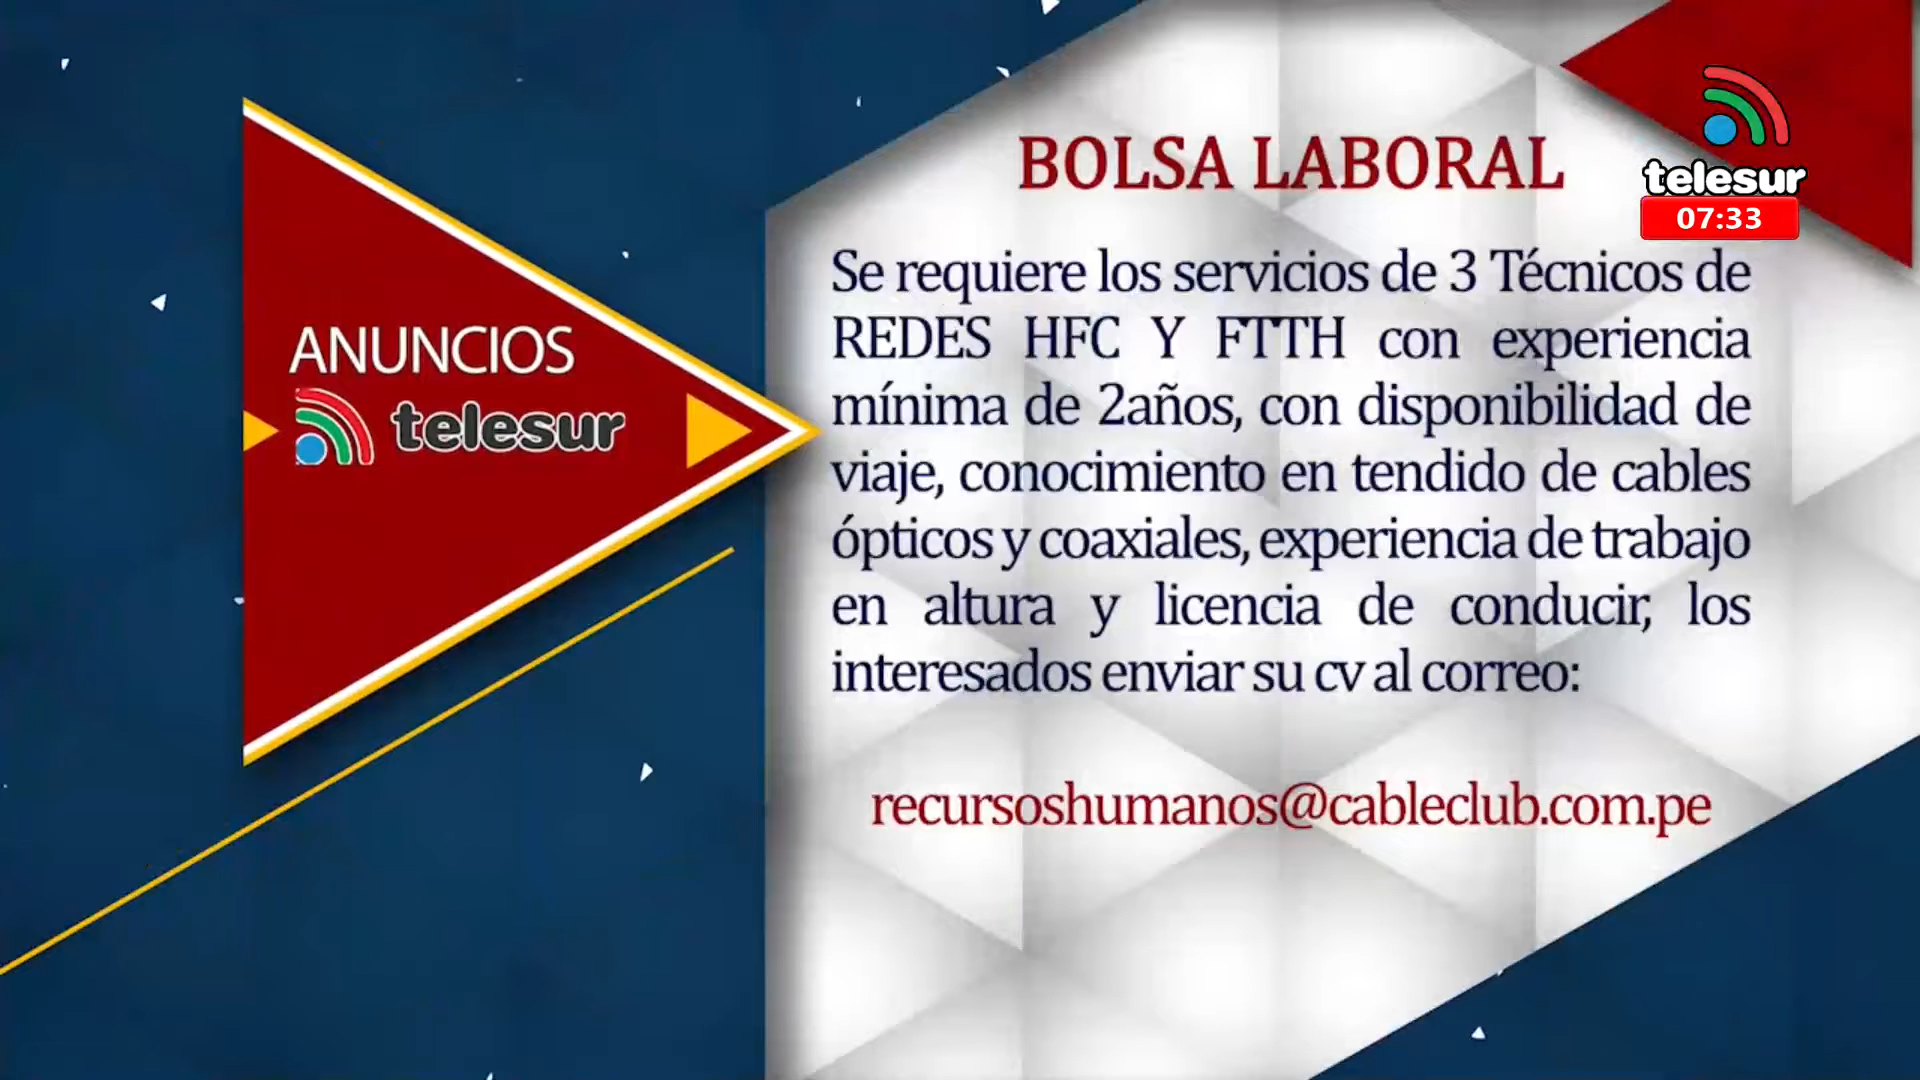 BOLSA LABORAL
telesur
07:33
Se requiere los servicios de 3 Técnicos de
REDES HFC Y FTTH con experiencia
mínima de 2años, con disponibilidad de
viaje, conocimiento en tendido de cables
ópticos y coaxiales, experiencia de trabajo
en altura y licencia de conducir, los
interesados enviar su cv al correo:
recursoshumanos@cableclub.com.pe
ANUNCIOS
telesur